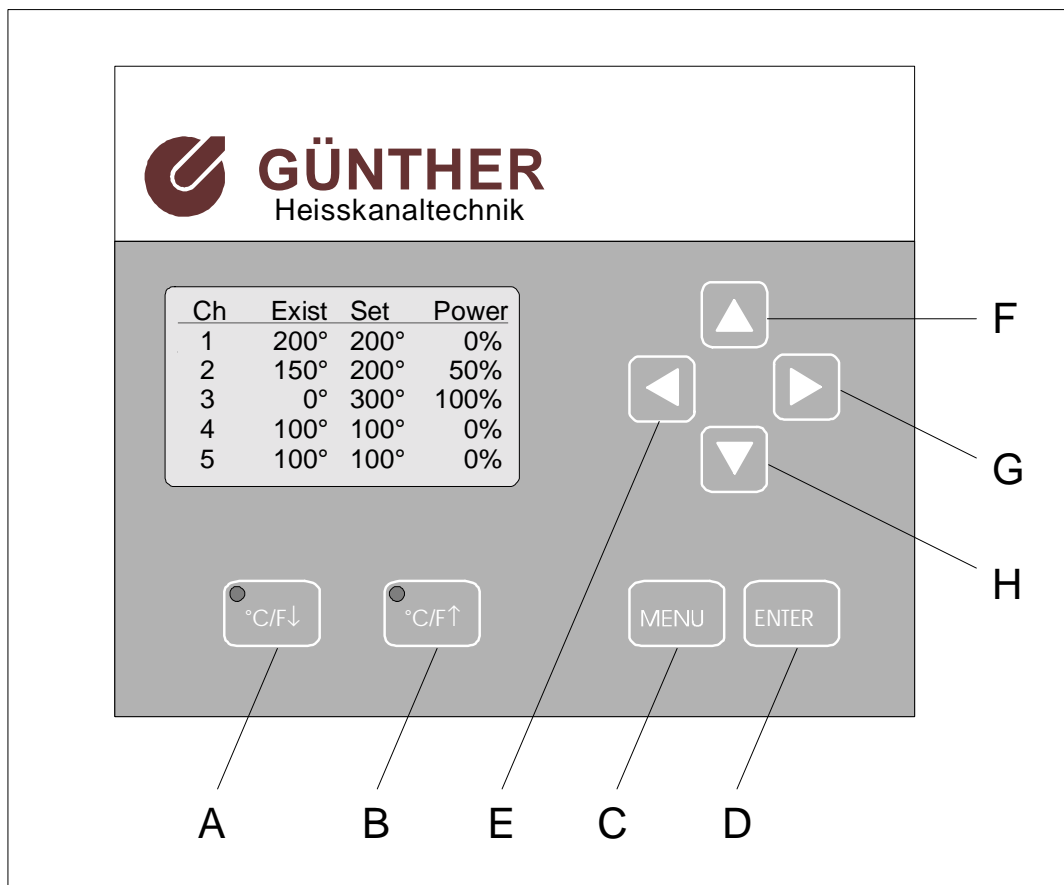 GÜNTHER
Heisskanaltechnik
Ch Exist Set Power
1 200° 200° 0%
2 150° 200° 50%
3 0° 300° 100%
4 100° 100° 0%
5 100° 100° 0%
F
G
H
°C/F↓ °C/F↑ MENU ENTER
A B E C D